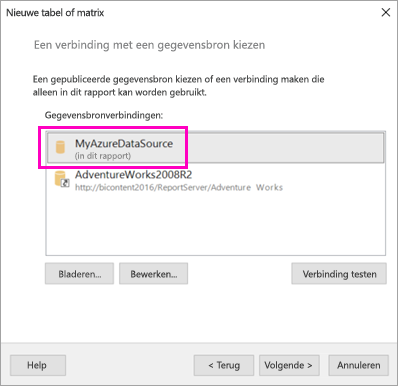 Nieuwe tabel of matrix
Een verbinding met een gegevensbron kiezen
Een gepubliceerde gegevensbron kiezen of een verbinding maken die
alleen in dit rapport kan worden gebruikt.
Gegevensbronverbindingen:
MyAzureDataSource
(in dit rapport)
AdventureWorks2008R2
http://bicontent2016/ReportServer/Adventure Works
Bladeren... Bewerken... Verbinding testen
Help < Terug Volgende > Annuleren